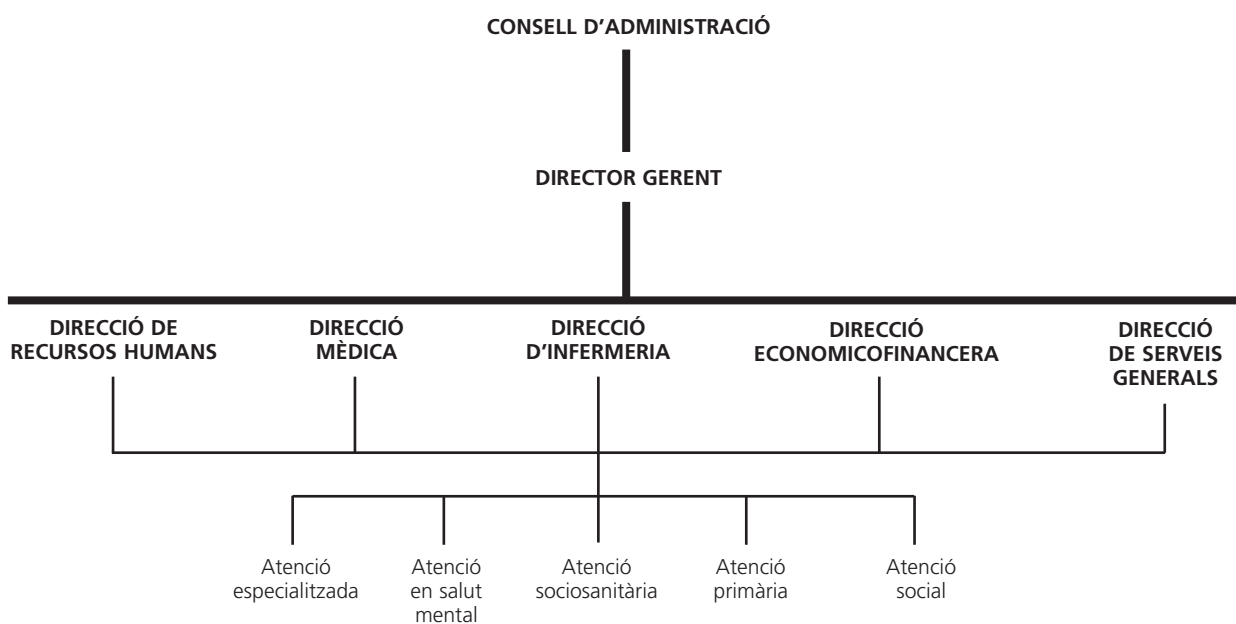 CONSELL D’ADMINISTRACIÓ
DIRECTOR GERENT
DIRECCIÓ DE
RECURSOS HUMANS
DIRECCIÓ
MÈDICA
DIRECCIÓ
D’INFERMERIA
DIRECCIÓ
ECONOMICOFINANCERA
DIRECCIÓ
DE SERVEIS
GENERALS
Atenció
especialitzada
Atenció
en salut
mental
Atenció
sociosanitària
Atenció
primària
Atenció
social